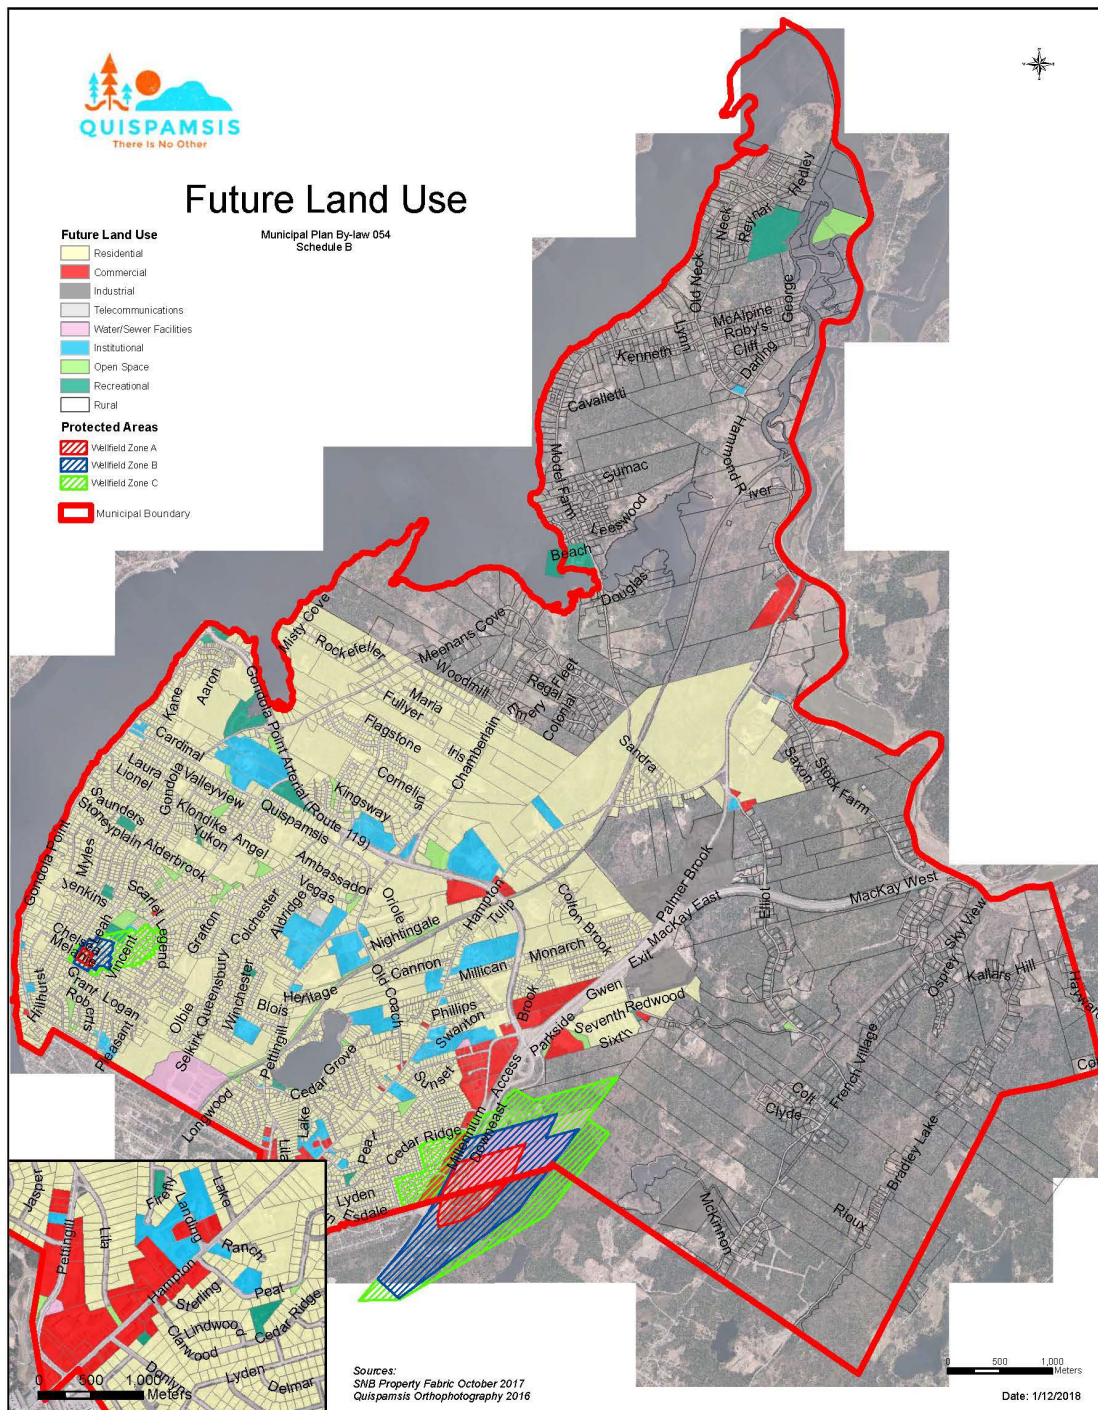 QUISPAMSIS
There Is No Other
Future Land Use
Municipal Plan By-law 054
Schedule B
Future Land Use
Residential
Commercial
Industrial
Telecommunications
Water/Sewer Facilities
Institutional
Open Space
Recreational
Rural
Protected Areas
Wellfield Zone A
Wellfield Zone B
Wellfield Zone C
Municipal Boundary
Hedley
Reynar
Neck
Old Neck
George
McAlpine
Roby's
Cliff
Darling
Lynn
Kenneth
Cavalletti
Hammond River
Model Farm
Sumac
Leeswood
Beach
Douglas
Misty Cove
Rockefeller
Meenans Cove
Woodmill
Maria
Fullyer
Fleet
Regal
Emery
Colonial
Flagstone
Iris
Chamberlain
Cornelius
Kingsway
Sandra
Saxon
Stock Farm
Kane
Aaron
Gondola Point Arterial (Route 119)
Cardinal
Laura
Lionel
Gondola
Valleyview
Klondike
Yukon
Angel
Quispamsis
Saunders
Stoneyplain
Alderbrook
Gondola Point
Myles
Jenkins
Scarlet
Legend
Leah
Chelsea
Vincent
Grant
Logan
Robens
Pleasant
Hillhurst
Olbie
Grafton
Colchester
Aldridge
Vegas
Ambassador
Oriole
Nightingale
Hampton
Tulip
Colton Brook
Monarch
Cannon
Millican
Old Coach
Heritage
Blois
Winchester
Queensbury
Selkirk
Pettingill
Longwood
Cedar Grove
Phillips
Swanton
Sunset
Brook
Parkside
Access
Gwen
Redwood
Seventh
Sixth
Exit
MacKay East
Palmer Brook
MacKay West
Elliot
Sky View
Osprey
Kallars Hill
Hayward
French Village
Colt
Clyde
Bradley Lake
Rioux
McKinnon
Lake
Lila
Peat
Cedar Ridge
Millennium
Downeast
Lyden
Esdale
Jasper
Pettingill
Lila
Firefly
Landing
Lake
Ranch
Hampton
Sterling
Peat
Cedar Ridge
Lindwood
Clarwood
Donlyn
Lyden
Delmar
0 500 1,000
Meters
Sources:
SNB Property Fabric October 2017
Quispamsis Orthophotography 2016
0 500 1,000
Meters
Date: 1/12/2018